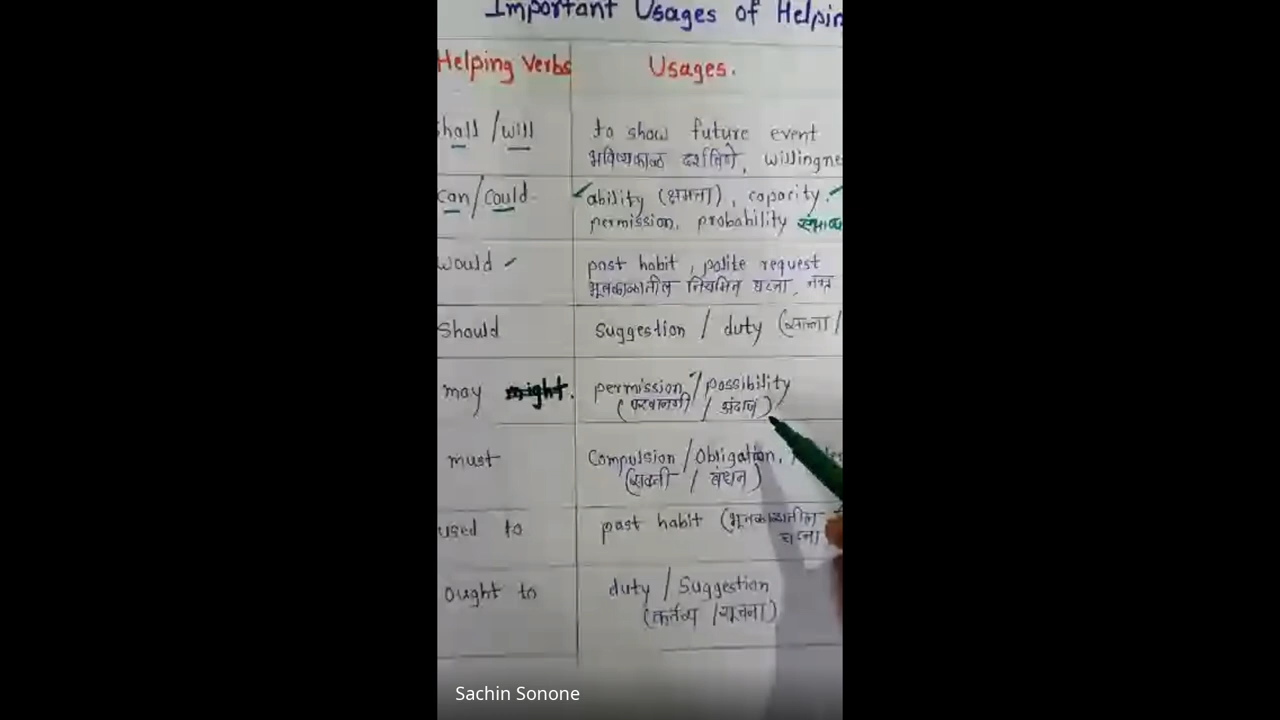 Important Usages of Helpin
Helping Verbs
Usages.
hall / will
to show future event
भविष्यकाळ दर्शविणे, willingne
can/could.
ability (क्षमता), capacity.
permission, probability
would
past habit, polite request
भूतकाळातील नियमित घटना, नम्र
should
suggestion / duty (सल्ला /
may might.
permission / possibility
(परवानगी / अंदाज)
must
Compulsion / Obligation,
(सक्ती / बंधन)
used to
past habit (भूतकाळातील
घटना
ought to
duty / Suggestion
(कर्तव्य / सूचना)
Sachin Sonone